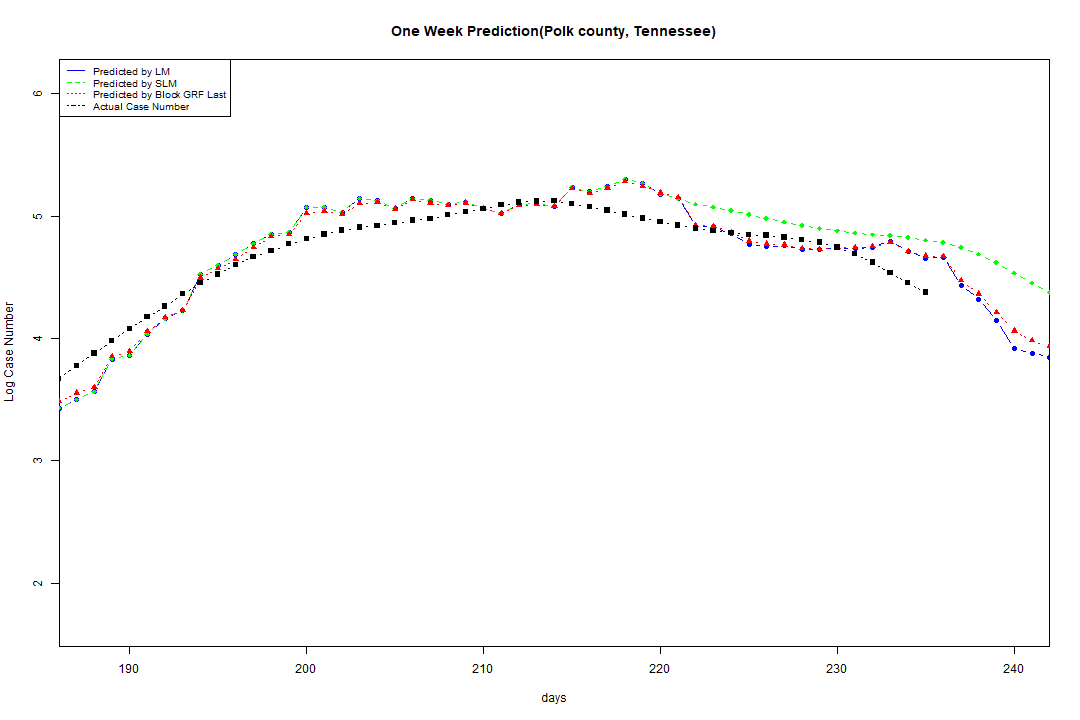 One Week Prediction(Polk county, Tennessee)
Predicted by LM
Predicted by SLM
Predicted by Block GRF Last
Actual Case Number
6
5
4
3
2
Log Case Number
190
200
210
220
230
240
days